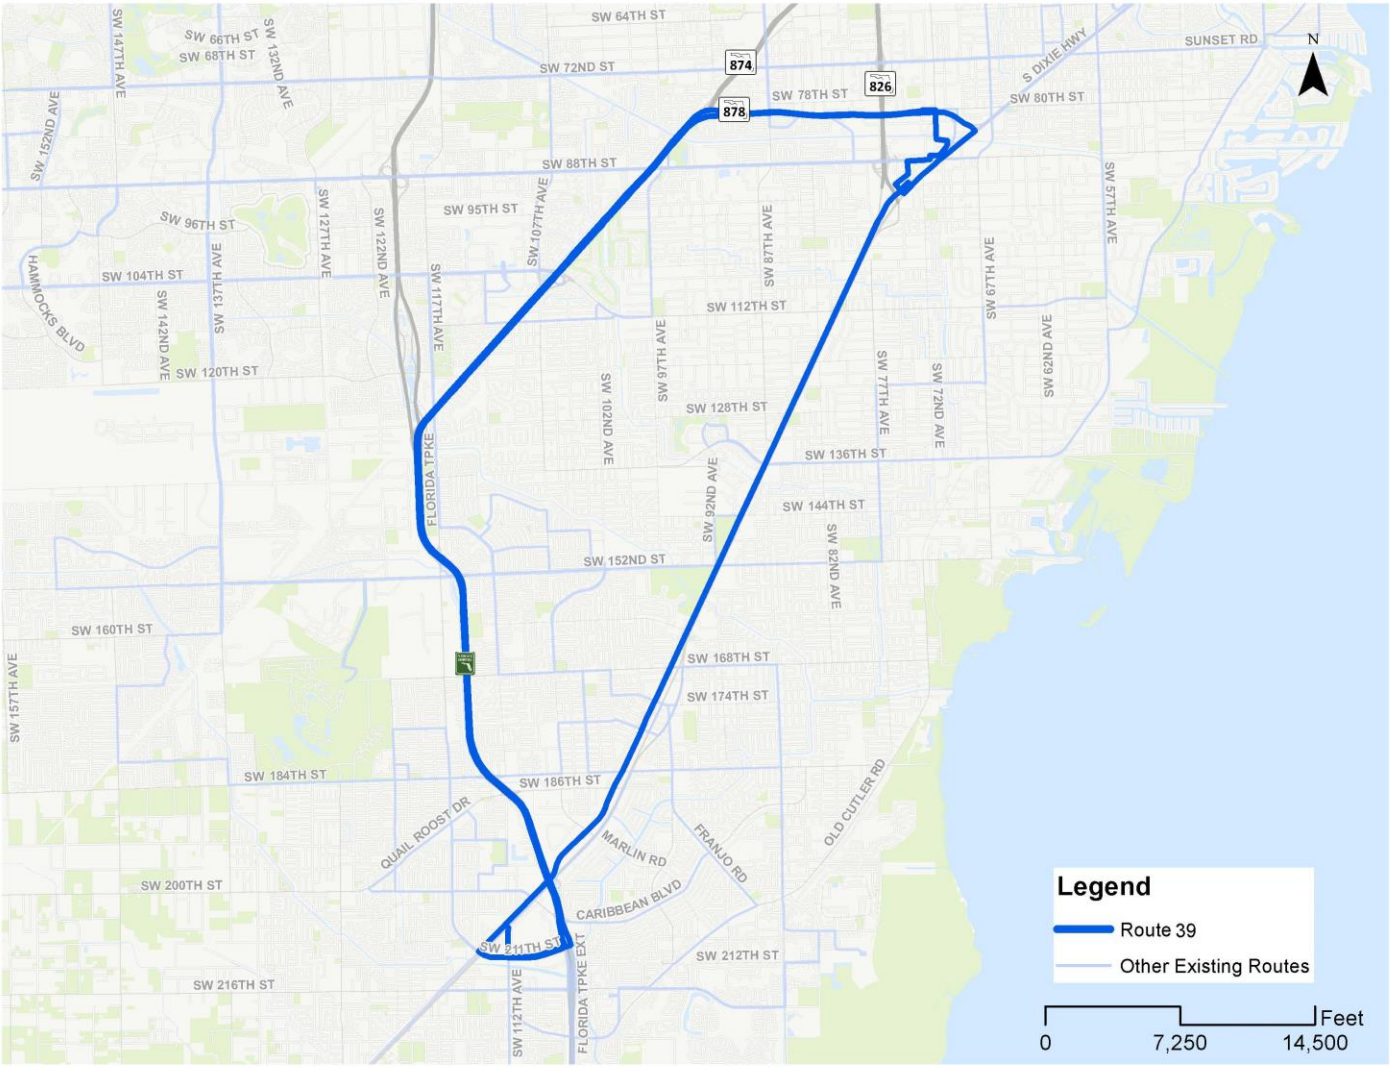 SW 64TH ST
SW 147TH AVE
SW 66TH ST
SW 68TH ST
SW 132ND AVE
SW 72ND ST
874
826
878
SW 78TH ST
S DIXIE HWY
SW 80TH ST
SUNSET RD
N
SW 152ND AVE
SW 88TH ST
SW 127TH AVE
SW 122ND AVE
SW 95TH ST
SW 107TH AVE
SW 96TH ST
SW 57TH AVE
SW 87TH AVE
SW 67TH AVE
HAMMOCKS BLVD
SW 104TH ST
SW 142ND AVE
SW 137TH AVE
SW 117TH AVE
SW 112TH ST
SW 97TH AVE
SW 62ND AVE
SW 120TH ST
SW 102ND AVE
SW 77TH AVE
SW 72ND AVE
SW 128TH ST
FLORIDA TPKE
SW 136TH ST
SW 92ND AVE
SW 144TH ST
SW 82ND AVE
SW 152ND ST
SW 160TH ST
SW 157TH AVE
SW 168TH ST
SW 174TH ST
SW 184TH ST
SW 186TH ST
QUAIL ROOST DR
MARLIN RD
FRANJO RD
OLD CUTLER RD
SW 200TH ST
CARIBBEAN BLVD
SW 211TH ST
SW 212TH ST
SW 216TH ST
SW 112TH AVE
FLORIDA TPKE EXT
Legend
Route 39
Other Existing Routes
Feet
0 7,250 14,500